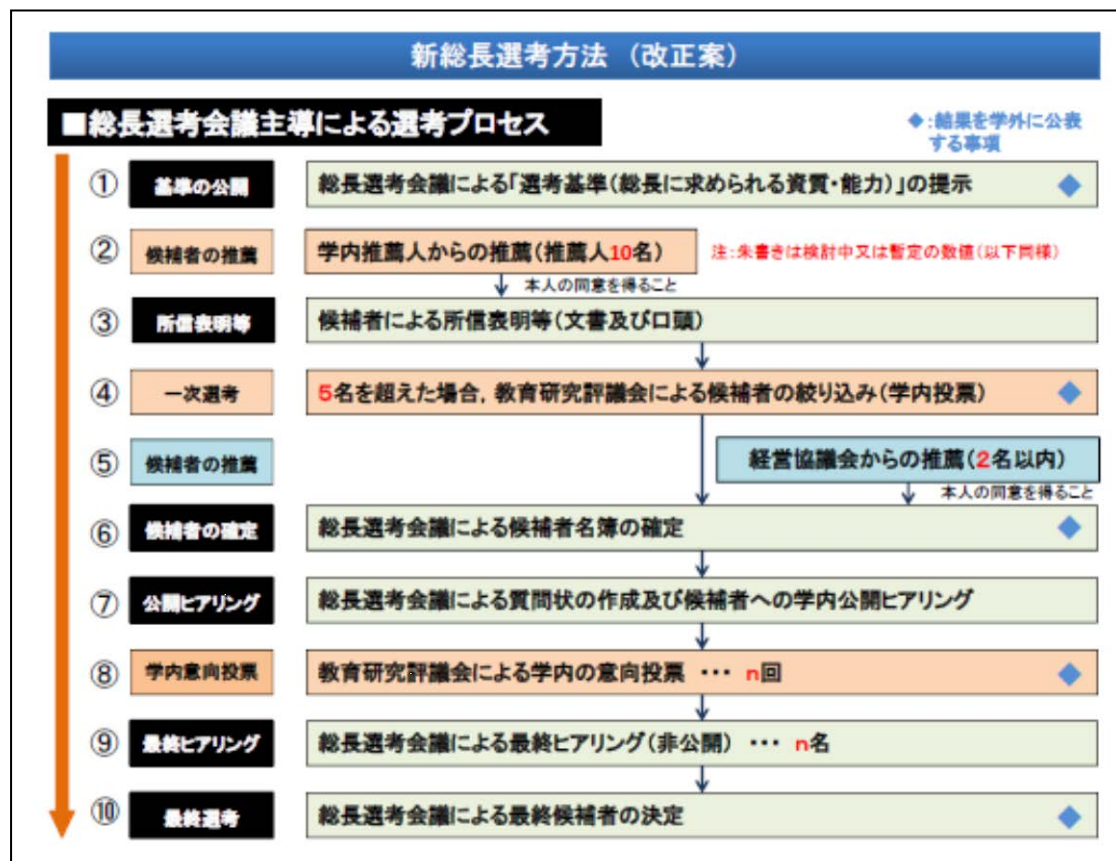 新総長選考方法 (改正案)
■総長選考会議主導による選考プロセス
◆:結果を学外に公表
する事項
① 基準の公開 総長選考会議による「選考基準(総長に求められる資質・能力)」の提示 ◆
② 候補者の推薦 学内推薦人からの推薦(推薦人10名) 注:朱書きは検討中又は暫定の数値(以下同様)
本人の同意を得ること
③ 所信表明等 候補者による所信表明等(文書及び口頭)
④ 一次選考 5名を超えた場合,教育研究評議会による候補者の絞り込み(学内投票) ◆
⑤ 候補者の推薦 経営協議会からの推薦(2名以内)
本人の同意を得ること
⑥ 候補者の確定 総長選考会議による候補者名簿の確定 ◆
⑦ 公開ヒアリング 総長選考会議による質問状の作成及び候補者への学内公開ヒアリング
⑧ 学内意向投票 教育研究評議会による学内の意向投票 ・・・ n回 ◆
⑨ 最終ヒアリング 総長選考会議による最終ヒアリング(非公開) ・・・ n名
⑩ 最終選考 総長選考会議による最終候補者の決定 ◆